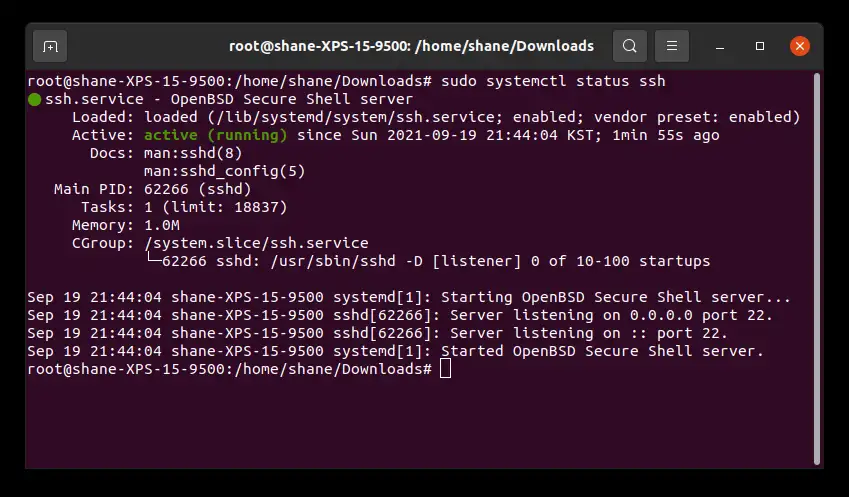 root@shane-XPS-15-9500: /home/shane/Downloads
root@shane-XPS-15-9500:/home/shane/Downloads# sudo systemctl status ssh
● ssh.service - OpenBSD Secure Shell server
Loaded: loaded (/lib/systemd/system/ssh.service; enabled; vendor preset: enabled)
Active: active (running) since Sun 2021-09-19 21:44:04 KST; 1min 55s ago
Docs: man:sshd(8)
man:sshd_config(5)
Main PID: 62266 (sshd)
Tasks: 1 (limit: 18837)
Memory: 1.0M
CGroup: /system.slice/ssh.service
└─62266 sshd: /usr/sbin/sshd -D [listener] 0 of 10-100 startups
Sep 19 21:44:04 shane-XPS-15-9500 systemd[1]: Starting OpenBSD Secure Shell server...
Sep 19 21:44:04 shane-XPS-15-9500 sshd[62266]: Server listening on 0.0.0.0 port 22.
Sep 19 21:44:04 shane-XPS-15-9500 sshd[62266]: Server listening on :: port 22.
Sep 19 21:44:04 shane-XPS-15-9500 systemd[1]: Started OpenBSD Secure Shell server.
root@shane-XPS-15-9500:/home/shane/Downloads#